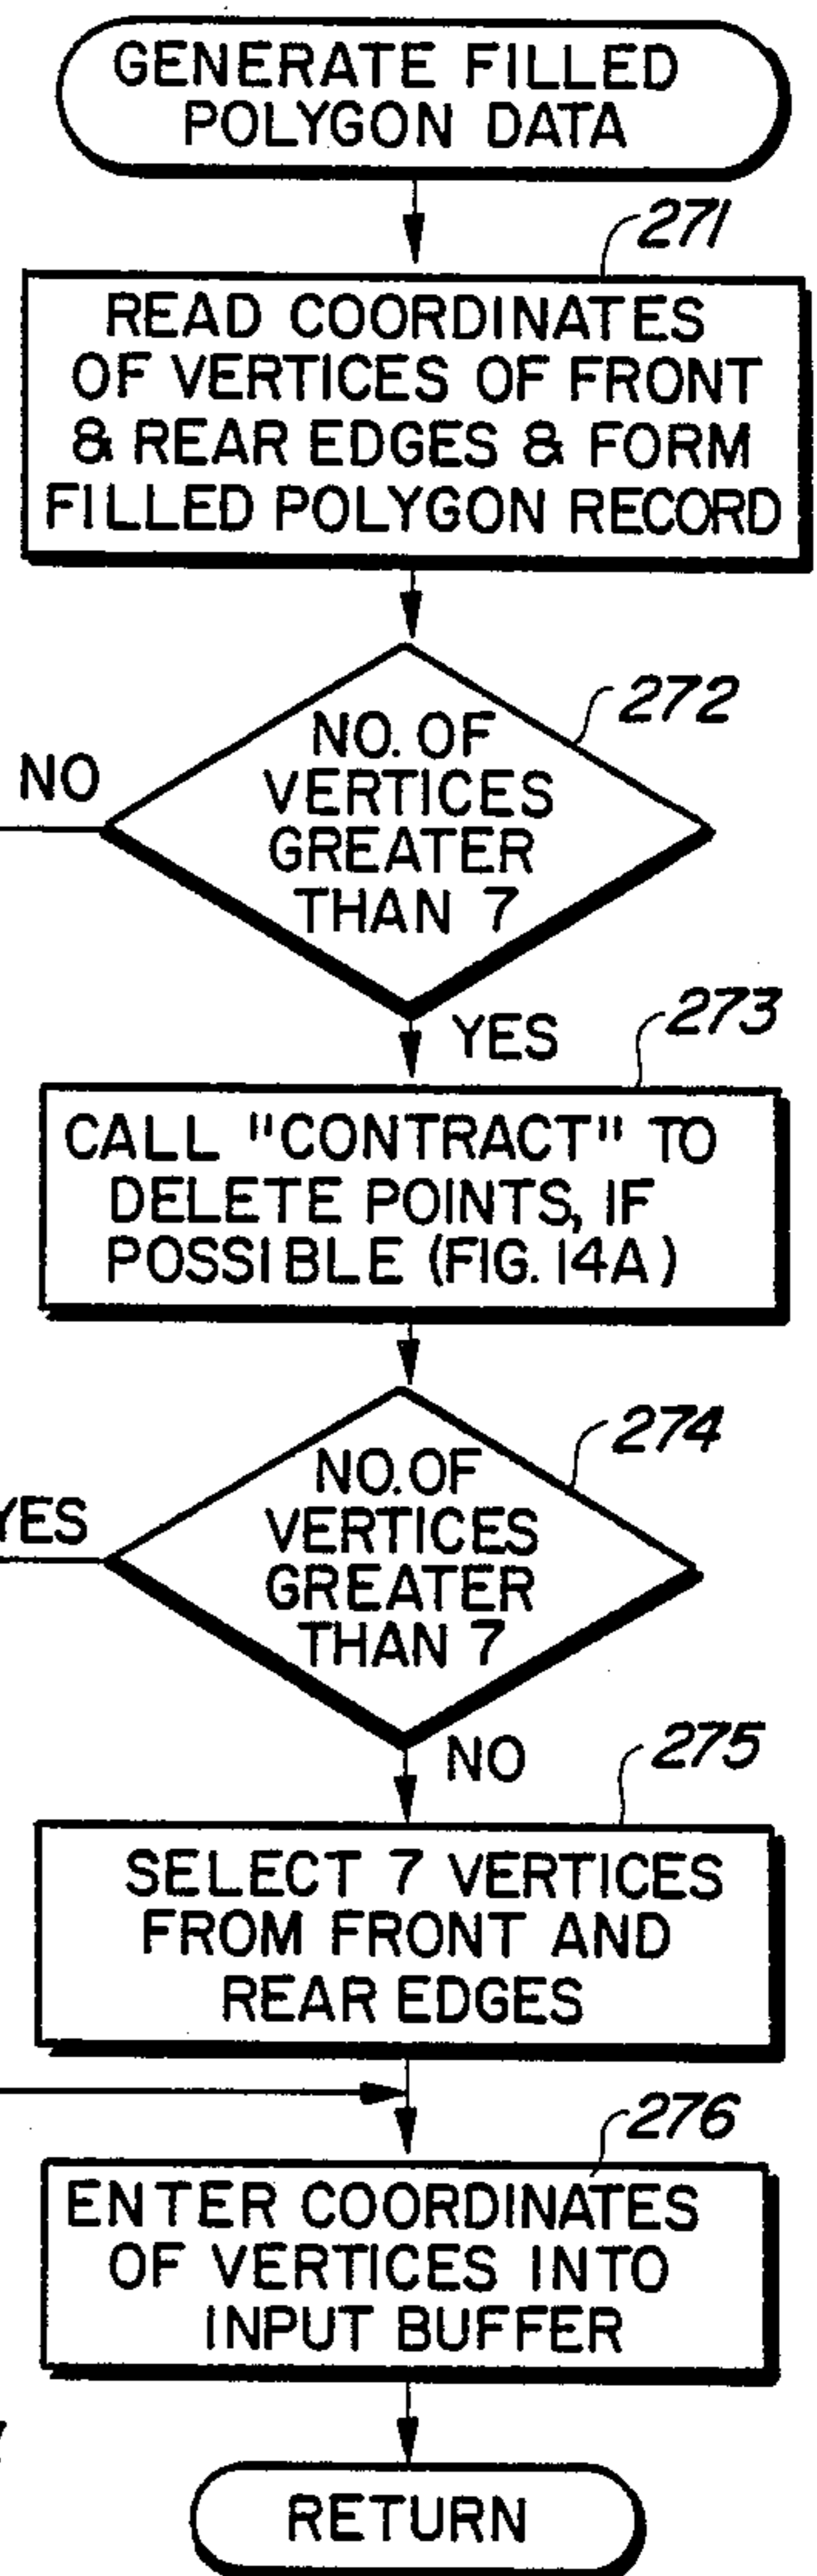 GENERATE FILLED
POLYGON DATA
271
READ COORDINATES
OF VERTICES OF FRONT
& REAR EDGES & FORM
FILLED POLYGON RECORD
272
NO. OF
VERTICES
GREATER
THAN 7
NO
273
YES
CALL "CONTRACT" TO
DELETE POINTS, IF
POSSIBLE (FIG. 14A)
274
NO. OF
VERTICES
GREATER
THAN 7
YES
NO
275
SELECT 7 VERTICES
FROM FRONT AND
REAR EDGES
276
ENTER COORDINATES
OF VERTICES INTO
INPUT BUFFER
RETURN